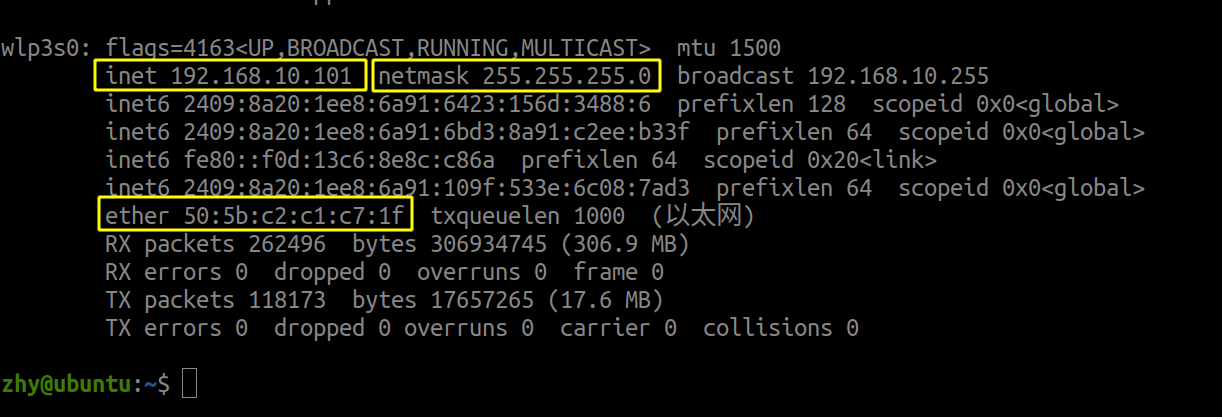 wlp3s0: flags=4163<UP,BROADCAST,RUNNING,MULTICAST>  mtu 1500
        inet 192.168.10.101  netmask 255.255.255.0  broadcast 192.168.10.255
        inet6 2409:8a20:1ee8:6a91:6423:156d:3488:6  prefixlen 128  scopeid 0x0<global>
        inet6 2409:8a20:1ee8:6a91:6bd3:8a91:c2ee:b33f  prefixlen 64  scopeid 0x0<global>
        inet6 fe80::f0d:13c6:8e8c:c86a  prefixlen 64  scopeid 0x20<link>
        inet6 2409:8a20:1ee8:6a91:109f:533e:6c08:7ad3  prefixlen 64  scopeid 0x0<global>
        ether 50:5b:c2:c1:c7:1f  txqueuelen 1000  (以太网)
        RX packets 262496  bytes 306934745 (306.9 MB)
        RX errors 0  dropped 0  overruns 0  frame 0
        TX packets 118173  bytes 17657265 (17.6 MB)
        TX errors 0  dropped 0 overruns 0  carrier 0  collisions 0
zhy@ubuntu:~$